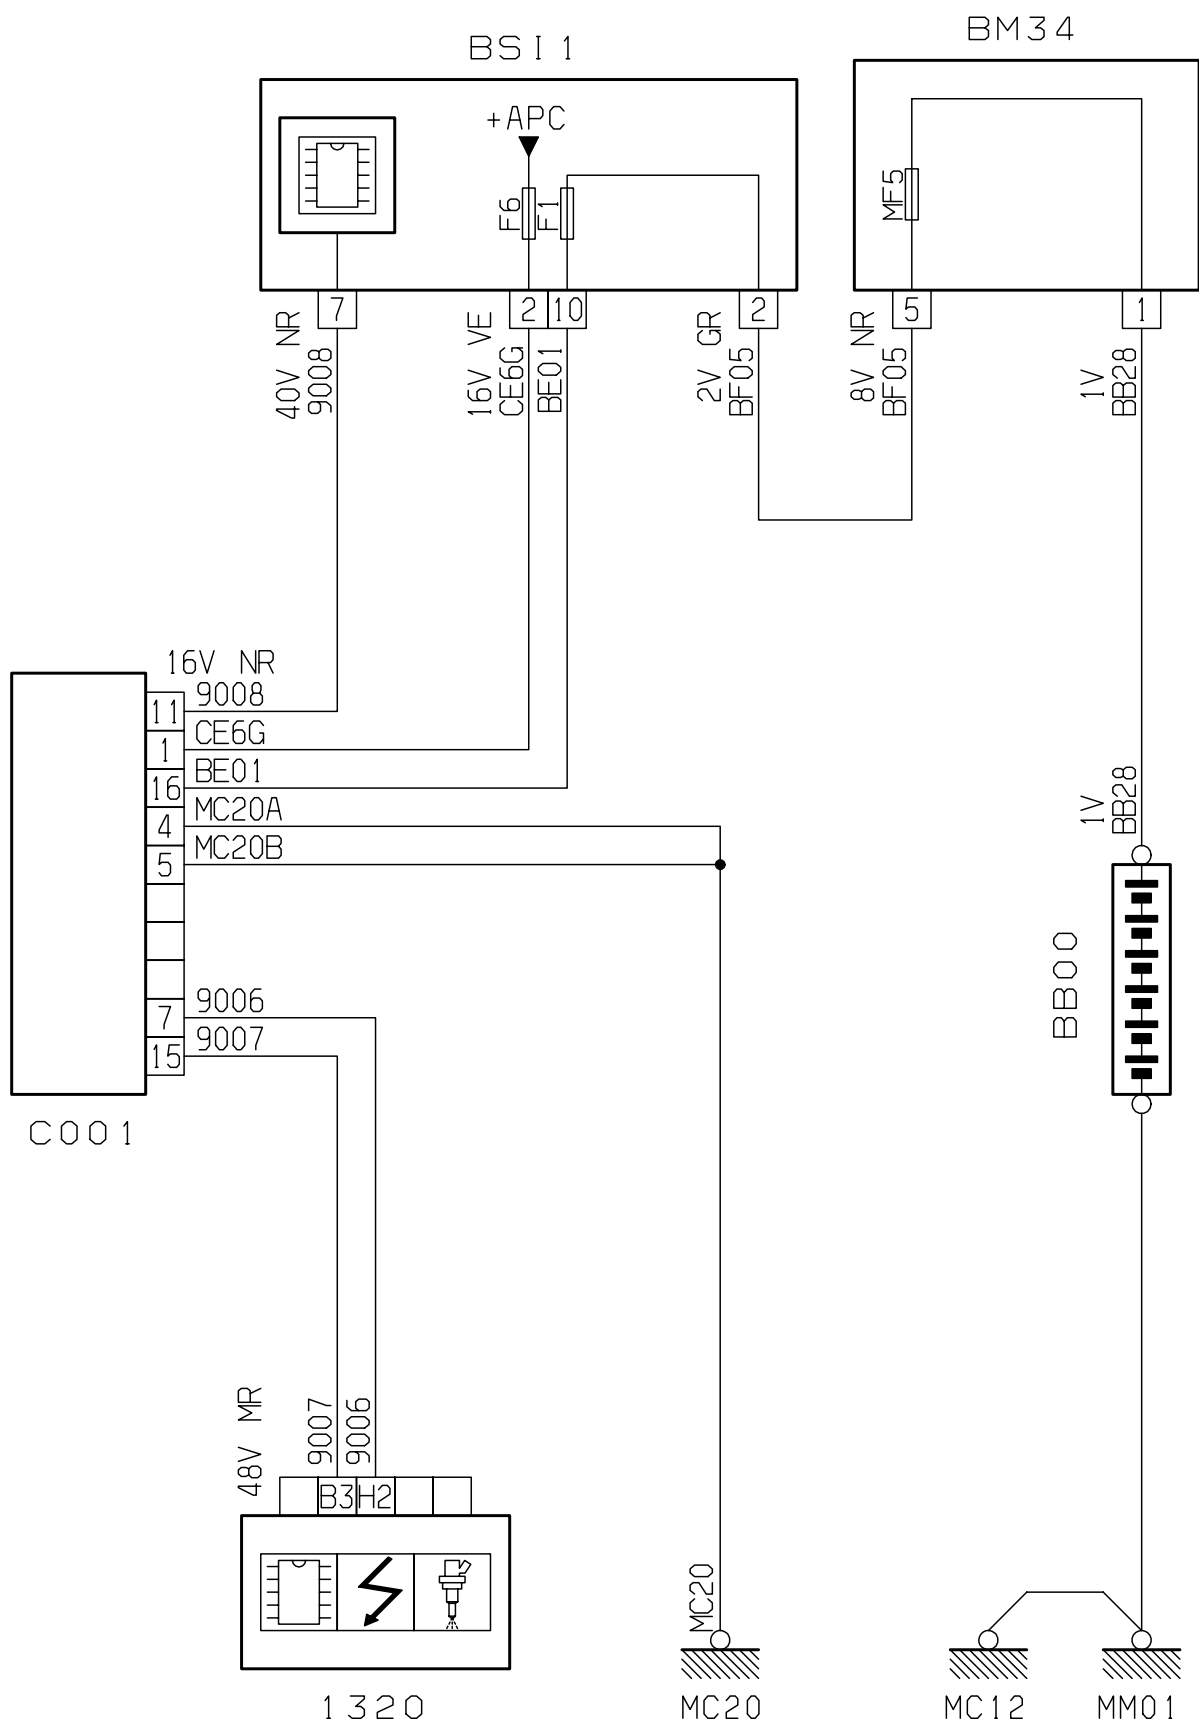 BSI1
BM34
+APC
F6
F1
MF5
7
2
10
2
5
1
40V NR
9008
16V VE
CE6G
BE01
2V GR
BF05
8V NR
BF05
1V
BB28
16V NR
11
9008
1
CE6G
16
BE01
4
MC20A
5
MC20B
1V
BB28
BB00
7
9006
15
9007
C001
48V MR
9007
9006
B3
H2
1320
MC20
MC20
MC12
MM01